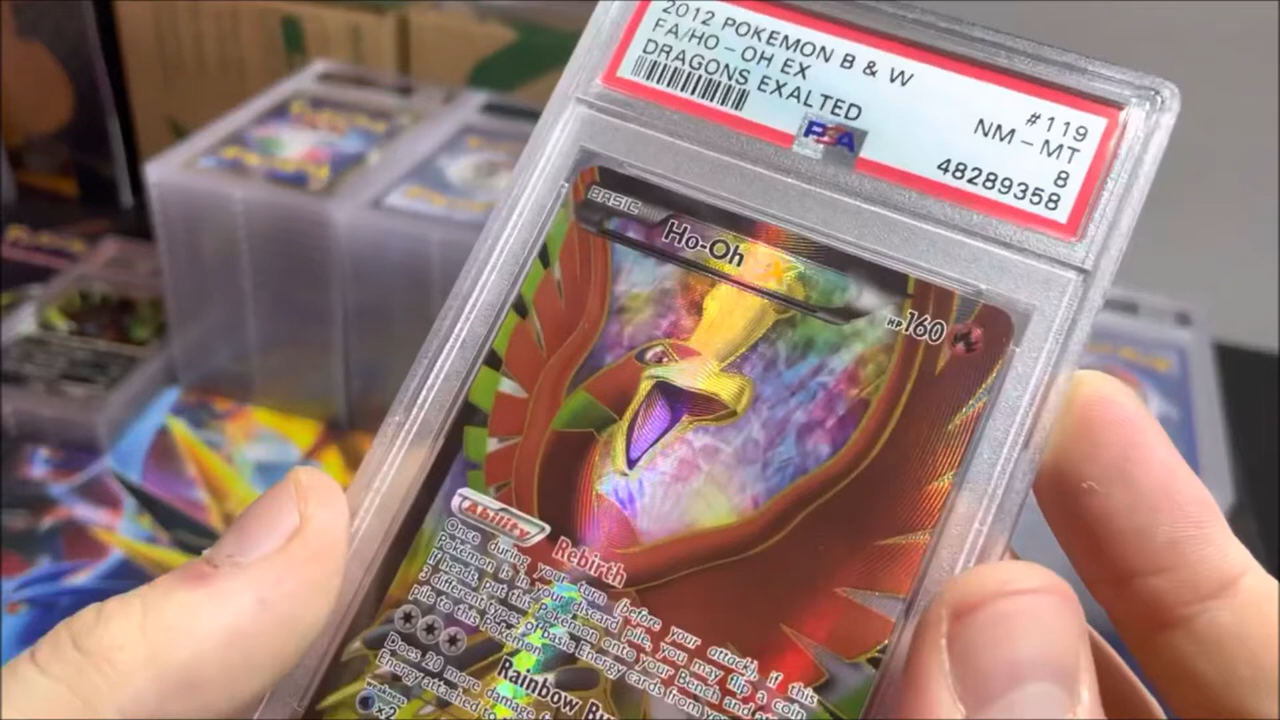 2012 POKEMON B & W
FA/HO-OH EX
DRAGONS EXALTED
#119
NM-MT
8
48289358
PSA
BASIC
Ho-Oh
HP160
Ability
Rebirth
Once during your turn (before your attack), if this
Pokémon is in your discard pile, you may flip a coin.
If heads, put this Pokémon onto your Bench and
3 different types of basic Energy cards from
pile to this Pokémon.
Rainbow
Does 20 more damage
Energy attached to
weakness
x2